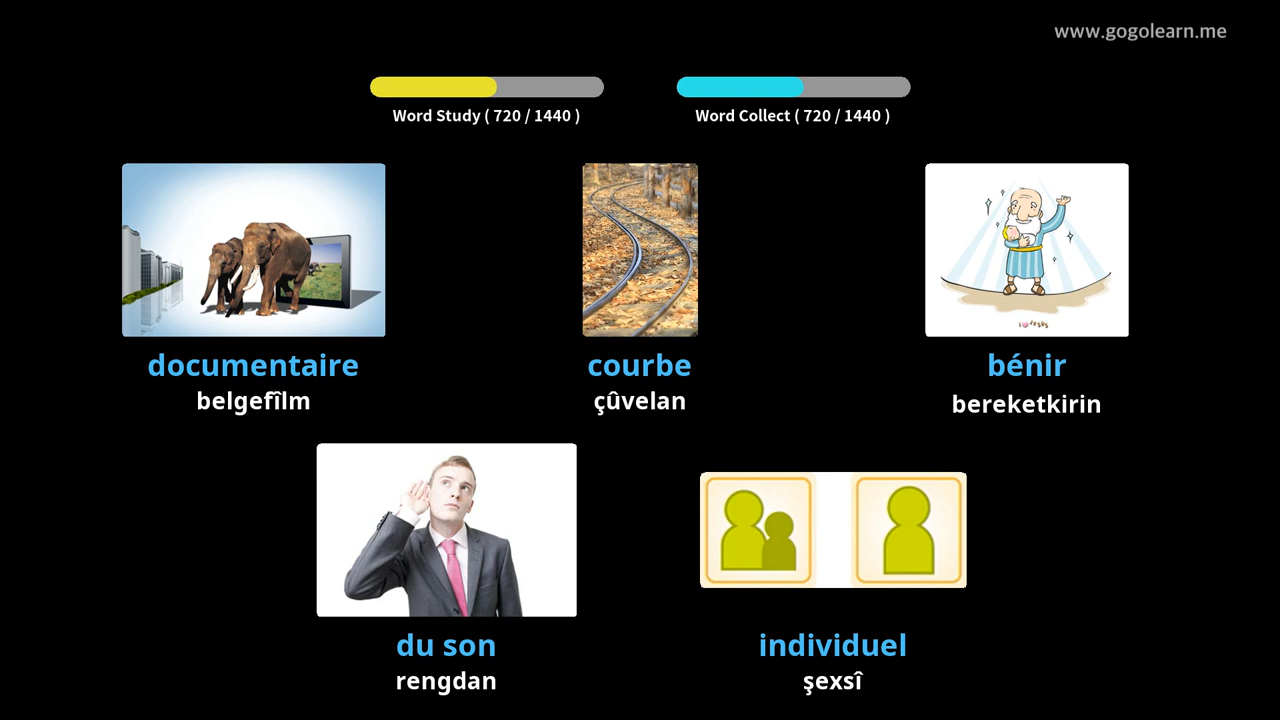 www.gogolearn.me
Word Study ( 720 / 1440 )
Word Collect ( 720 / 1440 )
documentaire
belgefîlm
courbe
çûvelan
bénir
bereketkirin
du son
rengdan
individuel
şexsî